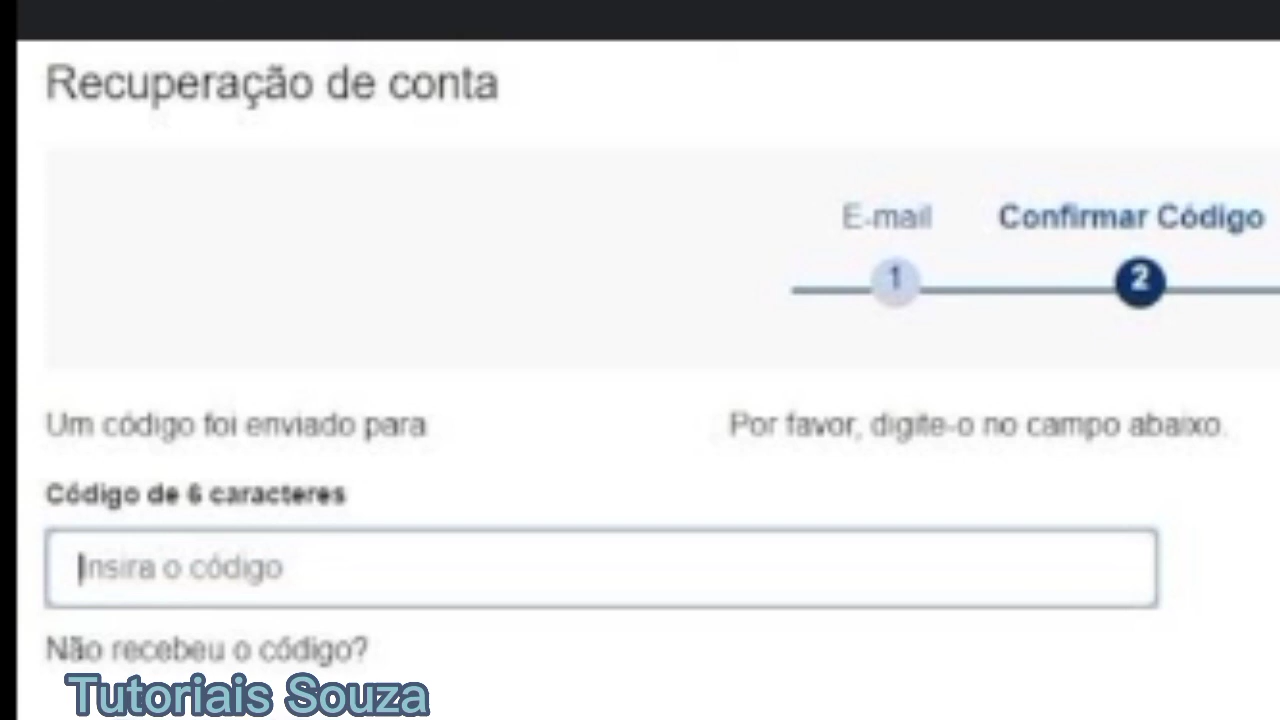 Recuperação de conta
E-mail Confirmar Código
1 2
Um código foi enviado para Por favor, digite-o no campo abaixo.
Código de 6 caracteres
Insira o código
Não recebeu o código?
Tutoriais Souza